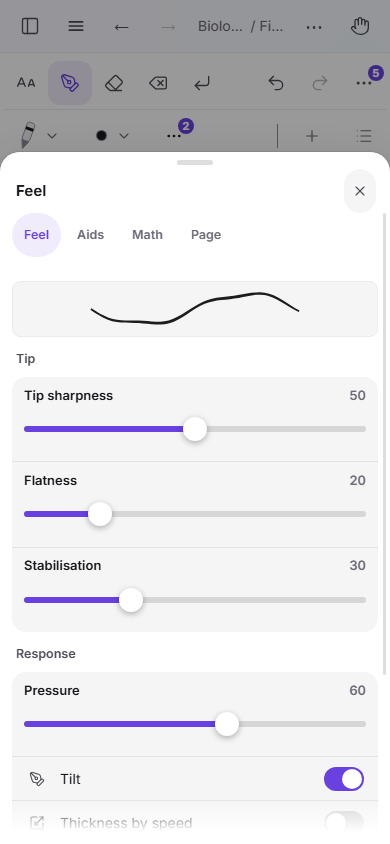 Biolo... / Fi...
AA
5
2
Feel
Feel Aids Math Page
Tip
Tip sharpness 50
Flatness 20
Stabilisation 30
Response
Pressure 60
Tilt
Thickness by speed